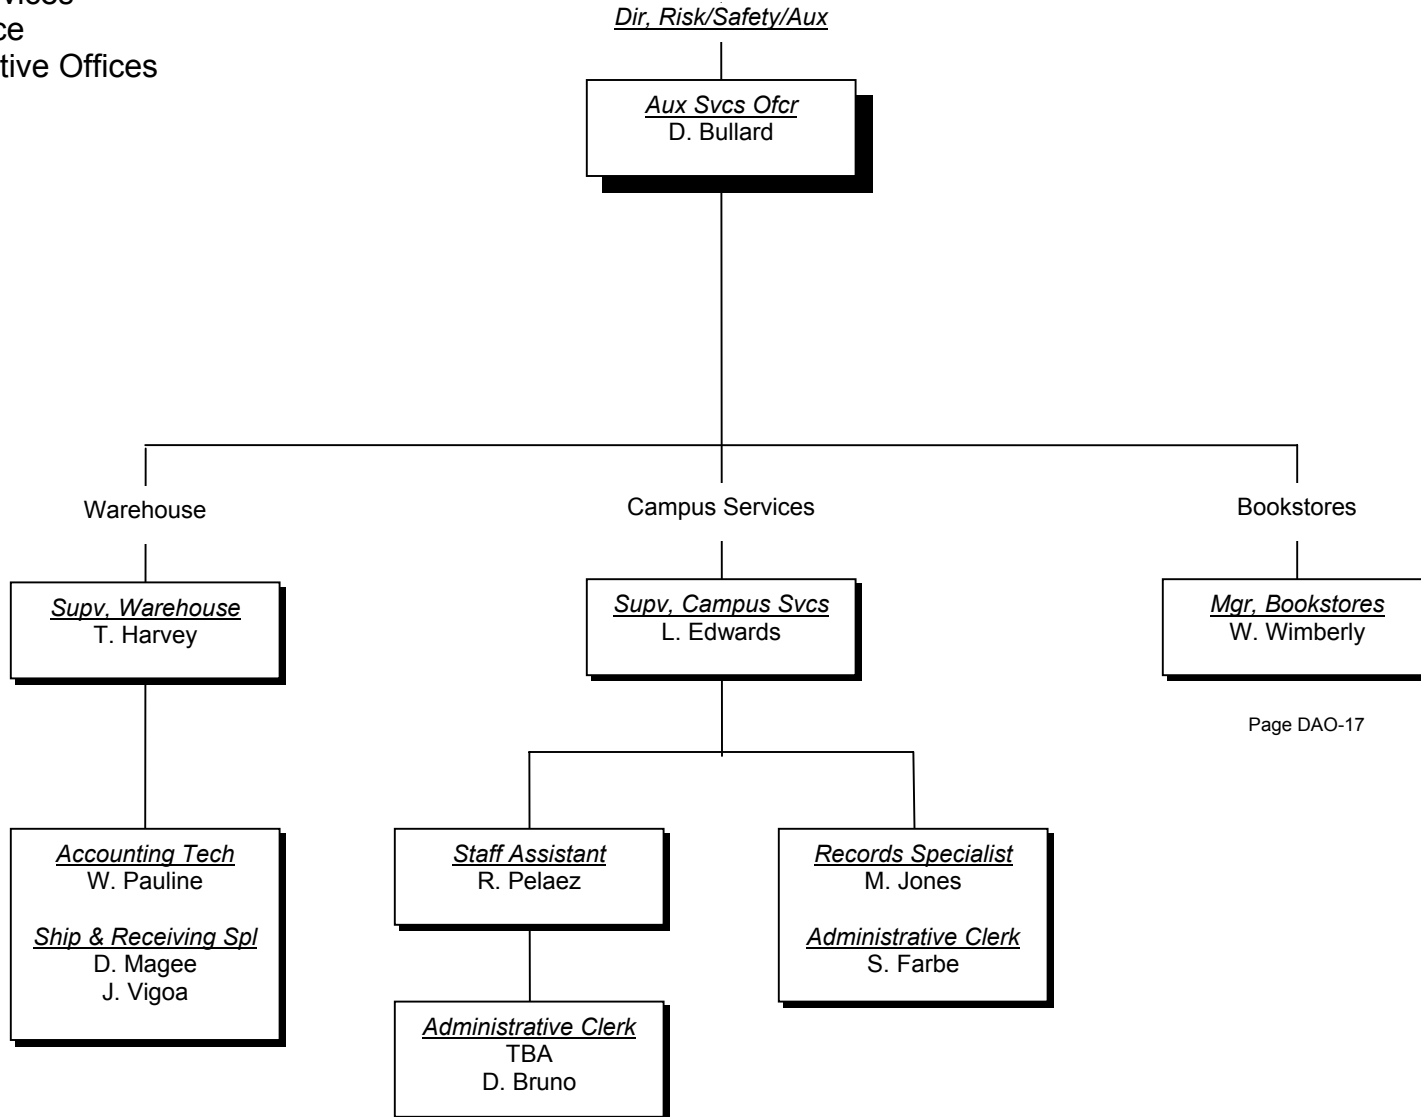 ce
tive Offices
Dir, Risk/Safety/Aux
Aux Svcs Ofcr
D. Bullard
Warehouse
Campus Services
Bookstores
Supv, Warehouse
T. Harvey
Supv, Campus Svcs
L. Edwards
Mgr, Bookstores
W. Wimberly
Page DAO-17
Accounting Tech
W. Pauline
Ship & Receiving Spl
D. Magee
J. Vigoa
Staff Assistant
R. Pelaez
Administrative Clerk
TBA
D. Bruno
Records Specialist
M. Jones
Administrative Clerk
S. Farbe